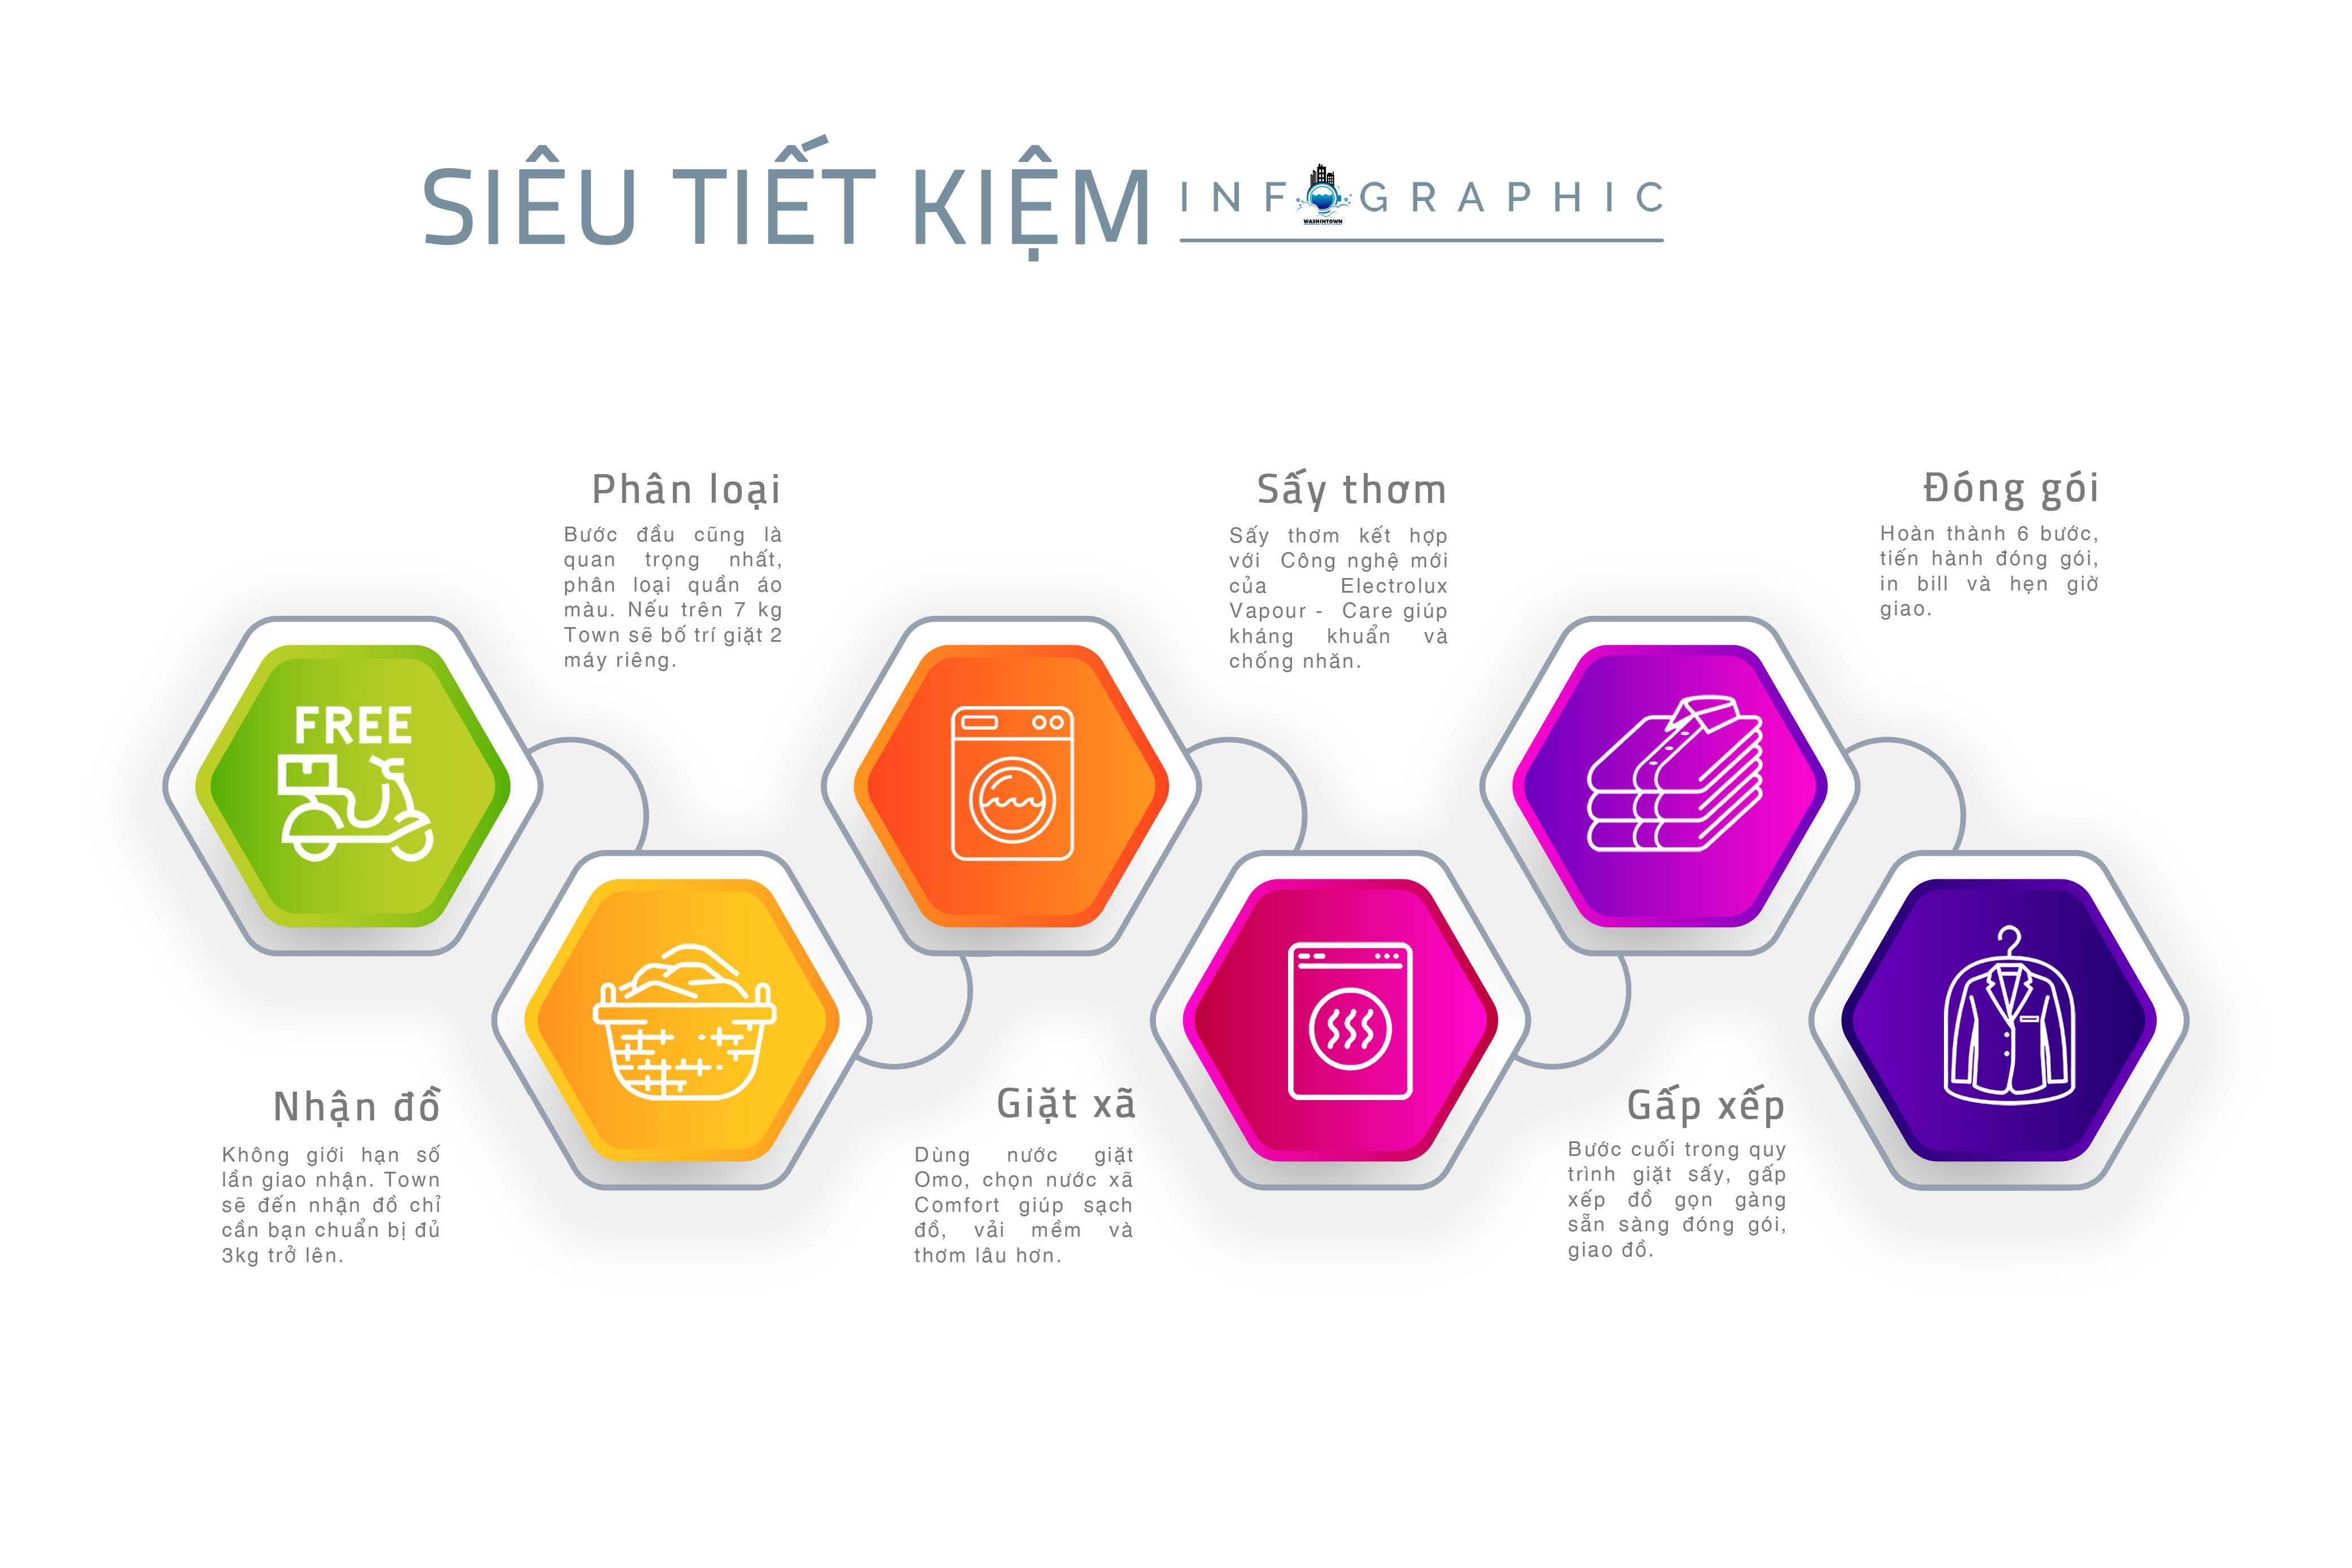 SIÊU TIẾT KIỆM INFOGRAPHIC
WASHINTOWN
FREE
Nhận đồ
Không giới hạn số
lần giao nhận. Town
sẽ đến nhận đồ chỉ
cần bạn chuẩn bị đủ
3kg trở lên.
Phân loại
Bước đầu cũng là
quan trọng nhất,
phân loại quần áo
màu. Nếu trên 7 kg
Town sẽ bố trí giặt 2
máy riêng.
Giặt xã
Dùng nước giặt
Omo, chọn nước xã
Comfort giúp sạch
đồ, vải mềm và
thơm lâu hơn.
Sấy thơm
Sấy thơm kết hợp
với Công nghệ mới
của Electrolux
Vapour - Care giúp
kháng khuẩn và
chống nhăn.
Gấp xếp
Bước cuối trong quy
trình giặt sấy, gấp
xếp đồ gọn gàng
sẵn sàng đóng gói,
giao đồ.
Đóng gói
Hoàn thành 6 bước,
tiến hành đóng gói,
in bill và hẹn giờ
giao.